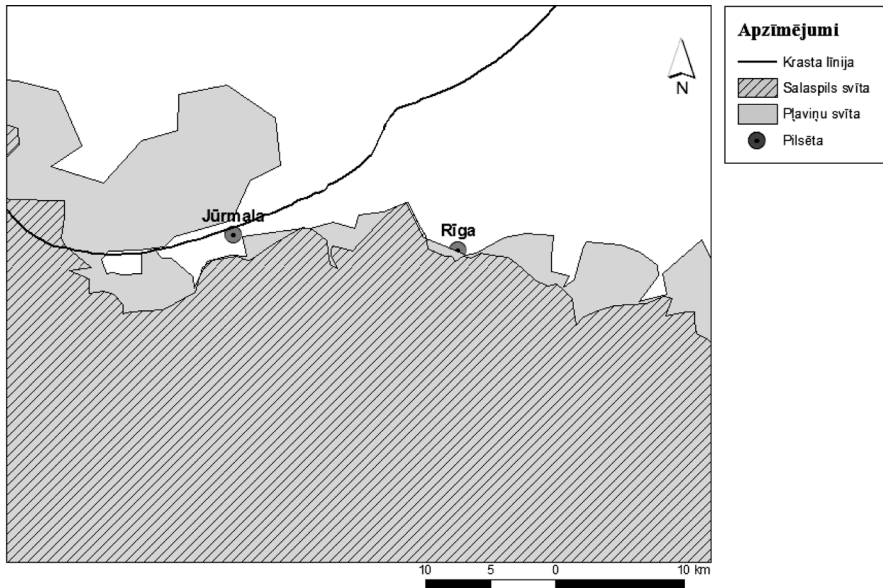 Apzīmējumi
Krasta līnija
Salaspils svīta
Pļaviņu svīta
Pilsēta
N
Jūrmala
Rīga
10 5 0 10 km